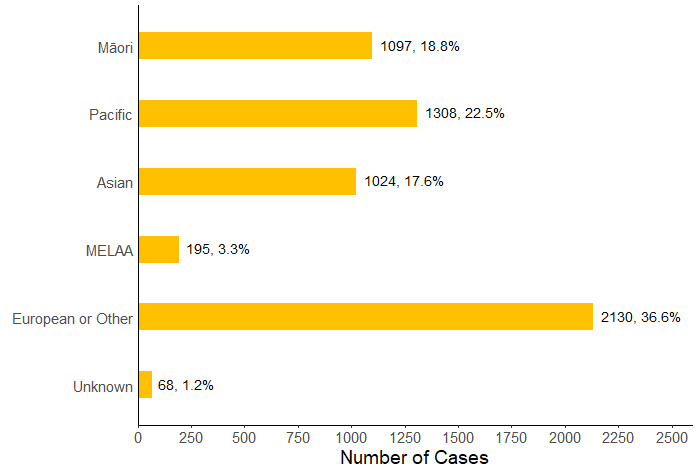 Māori 1097, 18.8%
Pacific 1308, 22.5%
Asian 1024, 17.6%
MELAA 195, 3.3%
European or Other 2130, 36.6%
Unknown 68, 1.2%
0 250 500 750 1000 1250 1500 1750 2000 2250 2500
Number of Cases